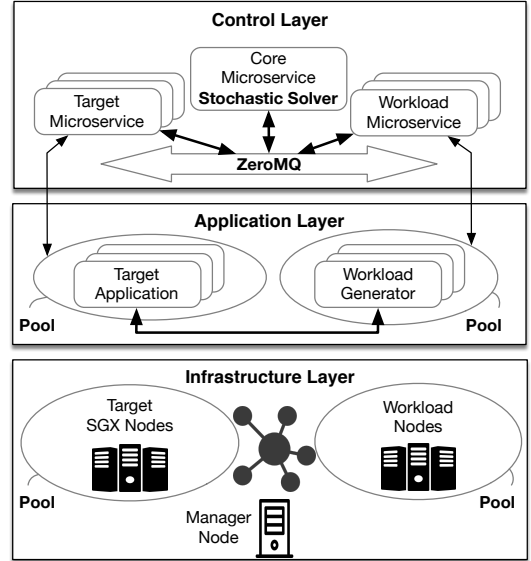 Control Layer
Core
Microservice
Stochastic Solver
Target
Microservice
Workload
Microservice
ZeroMQ
Application Layer
Target
Application
Workload
Generator
Pool
Pool
Infrastructure Layer
Target
SGX Nodes
Workload
Nodes
Pool
Pool
Manager
Node